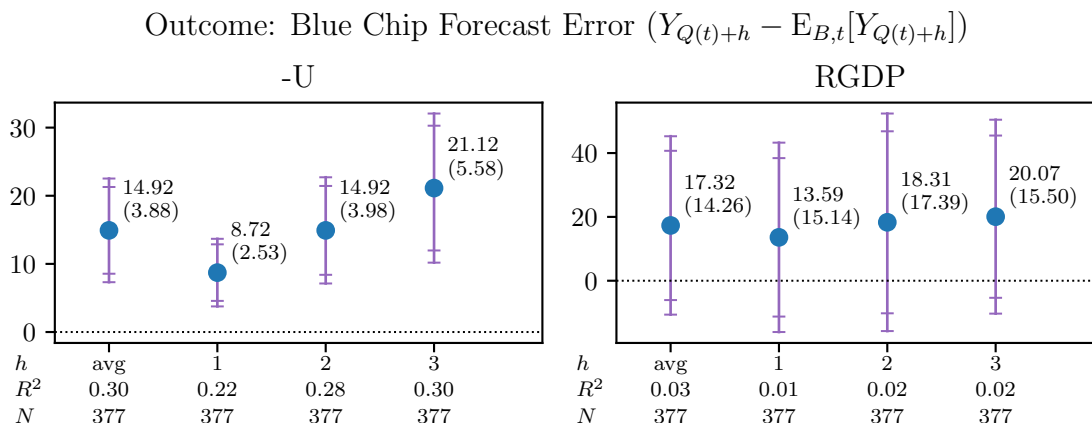 Outcome: Blue Chip Forecast Error (Y_{Q(t)+h} − E_{B,t}[Y_{Q(t)+h}])
-U
30
20
10
0
14.92
(3.88)
8.72
(2.53)
14.92
(3.98)
21.12
(5.58)
h avg 1 2 3
R² 0.30 0.22 0.28 0.30
N 377 377 377 377
RGDP
40
20
0
17.32
(14.26)
13.59
(15.14)
18.31
(17.39)
20.07
(15.50)
h avg 1 2 3
R² 0.03 0.01 0.02 0.02
N 377 377 377 377